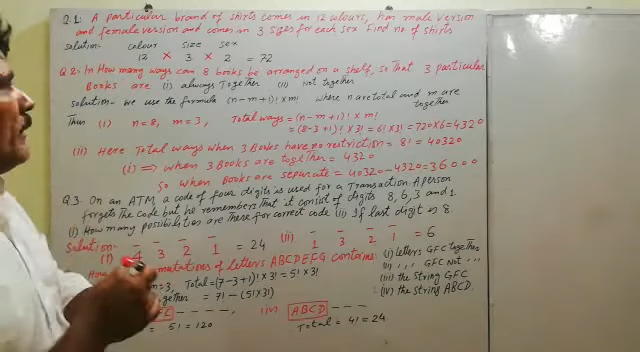 Q.1: A particular brand of shirts comes in 12 colours, has male version
and female version and comes in 3 sizes for each sex Find no of shirts
solution: colour size sex
12 × 3 × 2 = 72
Q 2: In How many ways can 8 books be arranged on a shelf, so that 3 particular
Books are (i) always Together (ii) Not together
solution:- we use the formula (n-m+1)! × m! where n are total and m are together
Thus (i) n=8, m=3, Total ways = (n-m+1)! × m!
= (8-3+1)! × 3! = 6! × 3! = 720×6 = 4320
(ii) Here Total ways when 3 Books have no restriction = 8! = 40320
(i) ⟹ when 3 Books are together = 4320
so when Books are separate = 40320-4320=36000
Q.3: On an ATM, a code of four digits is used for a Transaction A person
forgets The Code but he remembers That it consist of digits 8, 6, 3 and 1.
(i) How many possibilities are these for correct code (ii) If last digit is 8.
Solution:
(i) 4 3 2 1 = 24 (ii) 1 3 2 1 = 6
permutations of letters ABCDEFG contains: (i) letters GFC together
m=3, Total = (7-3+1)! × 3! = 5! × 3! (ii) ,, ,, GFC Not ,,
together = 7! - (5! × 3!) (iii) the string GFC
(iv) the string ABCD.
(iv) ABCD
= 5! = 120 Total = 4! = 24